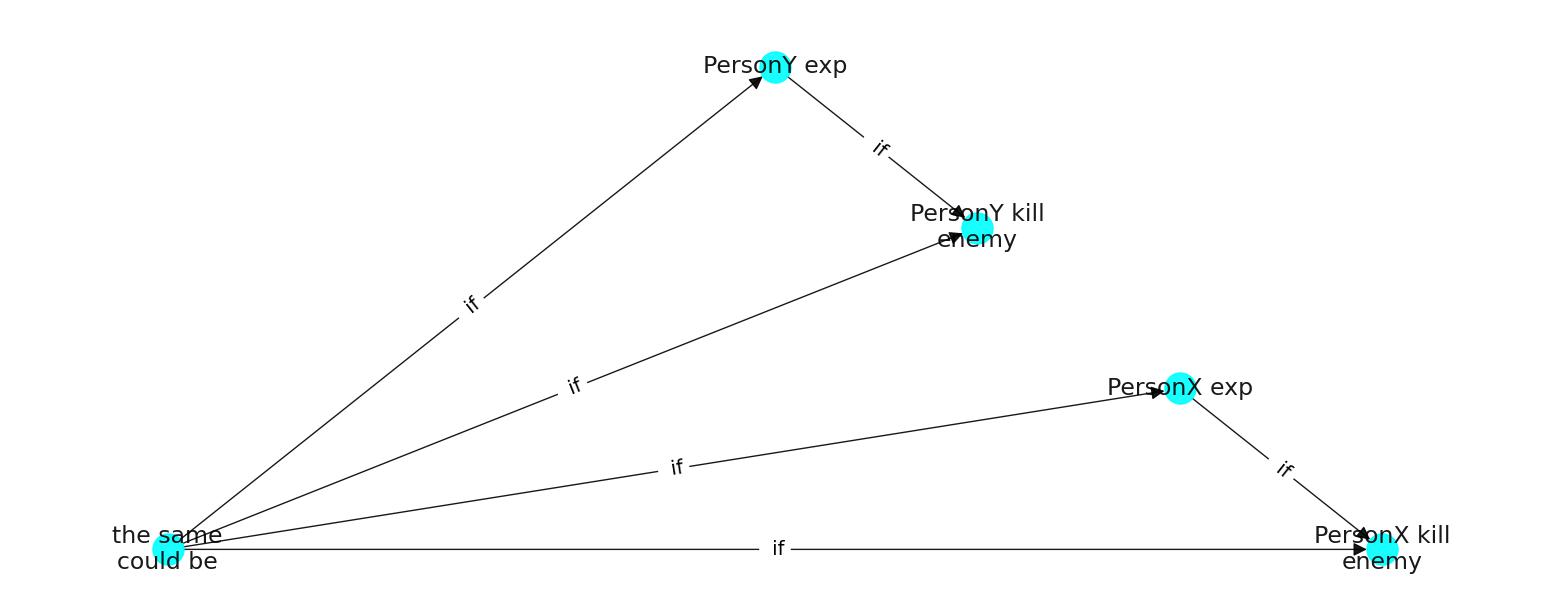 PersonY exp
if
PersonY kill
enemy
if
if
PersonX exp
if
if
the same
could be
if
PersonX kill
enemy